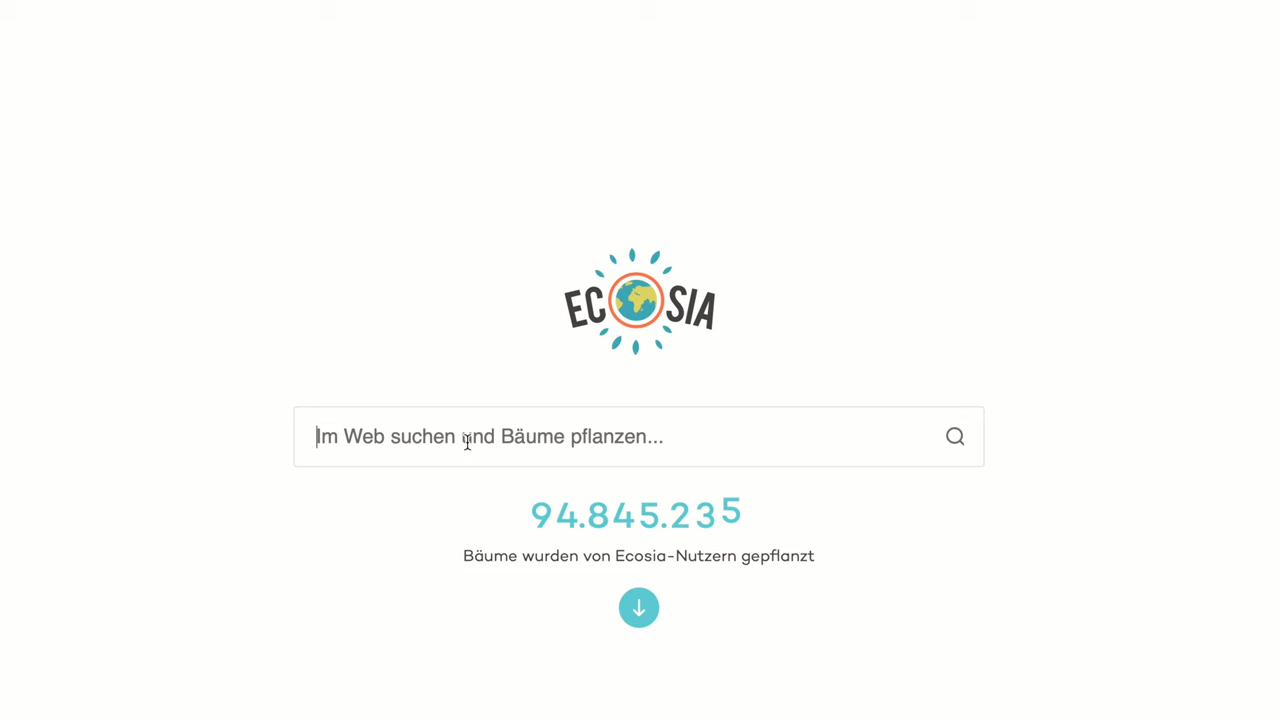 ECOSIA
Im Web suchen und Bäume pflanzen...
94.845.235
Bäume wurden von Ecosia-Nutzern gepflanzt